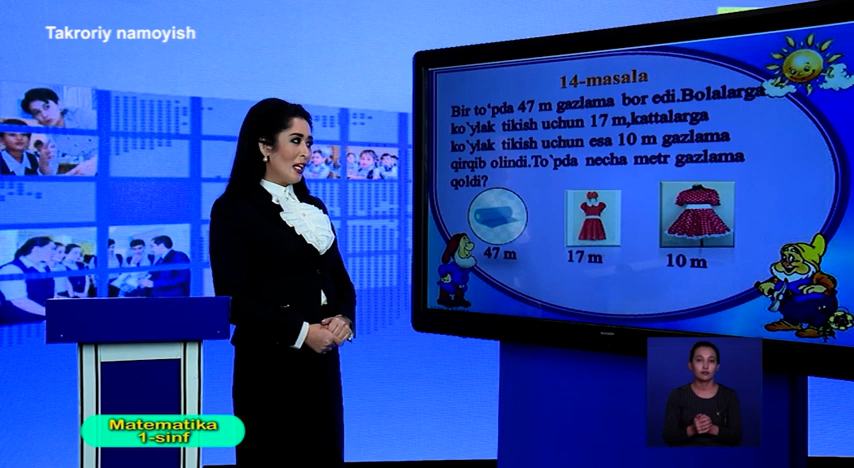 Takroriy namoyish
14-masala
Bir to‘pda 47 m gazlama bor edi.Bolalarga
ko`ylak tikish uchun 17 m,kattalarga
ko`ylak tikish uchun esa 10 m gazlama
qirqib olindi.To`pda necha metr gazlama
qoldi?
47 m
17 m
10 m
Matematika
1-sinf